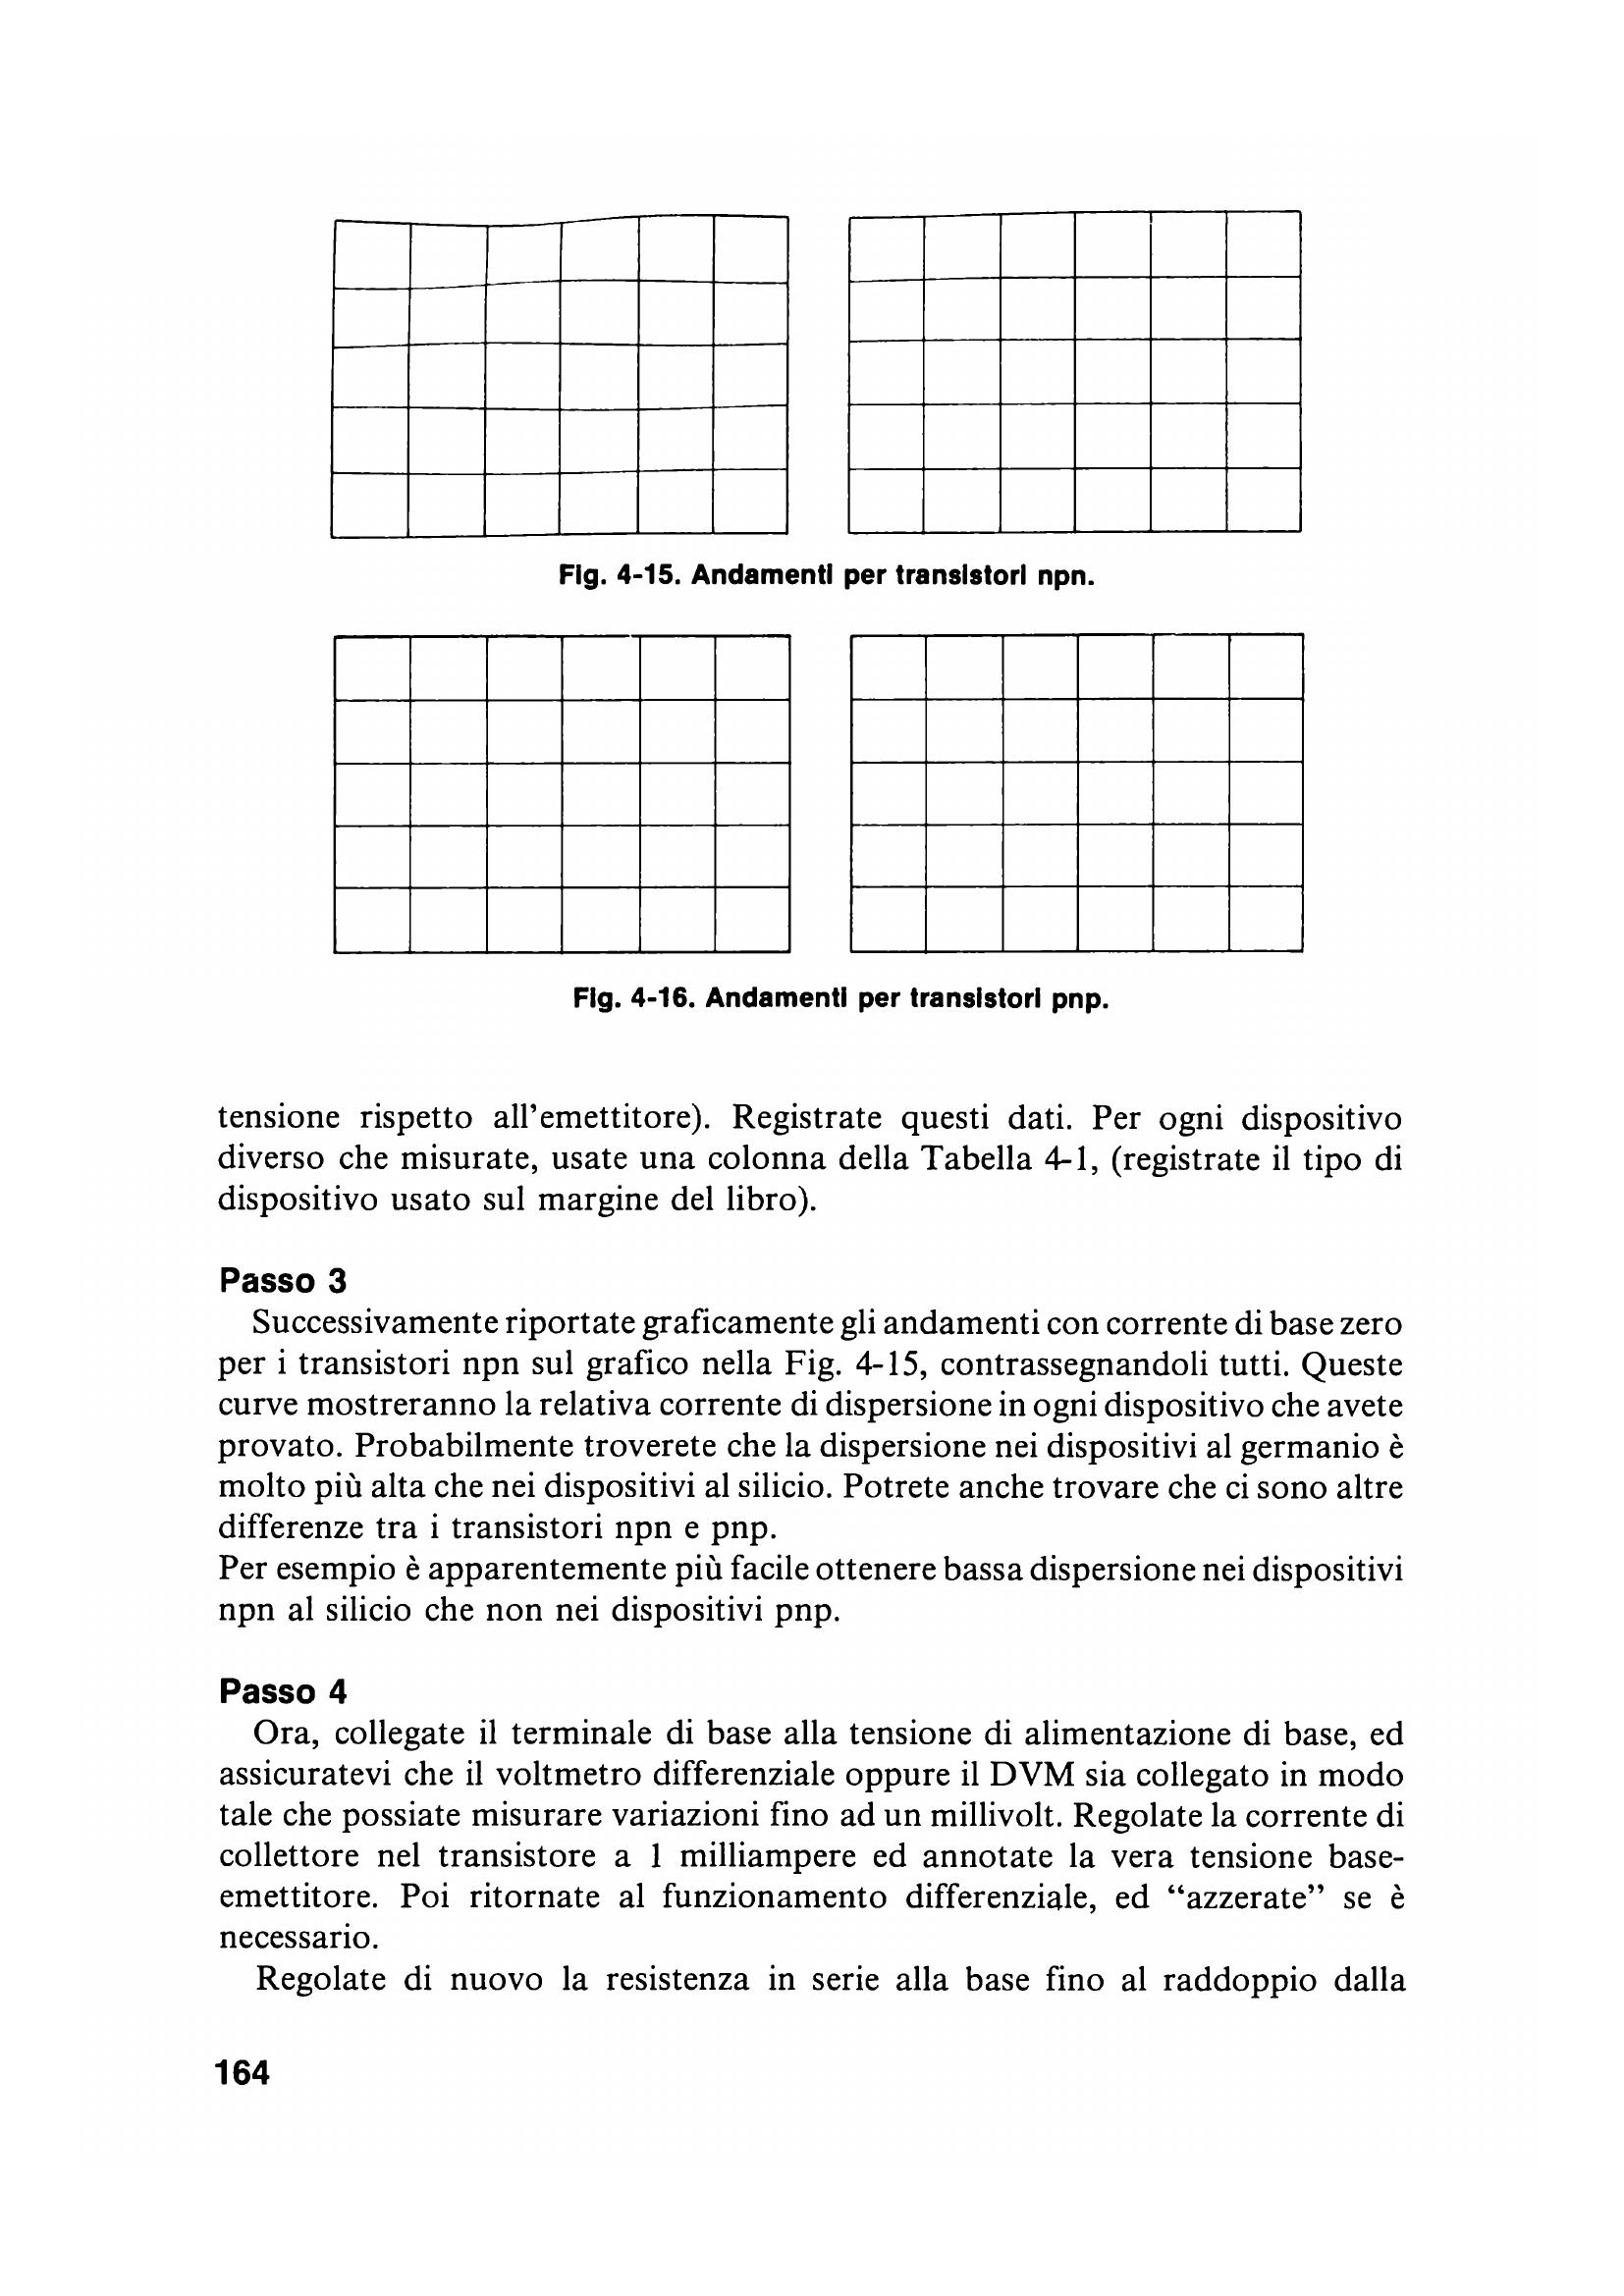 Fig. 4-15. Andamenti per transistori npn.
Fig. 4-16. Andamenti per transistori pnp.
tensione rispetto all'emettitore). Registrate questi dati. Per ogni dispositivo
diverso che misurate, usate una colonna della Tabella 4-1, (registrate il tipo di
dispositivo usato sul margine del libro).
Passo 3
Successivamente riportate graficamente gli andamenti con corrente di base zero
per i transistori npn sul grafico nella Fig. 4-15, contrassegnandoli tutti. Queste
curve mostreranno la relativa corrente di dispersione in ogni dispositivo che avete
provato. Probabilmente troverete che la dispersione nei dispositivi al germanio è
molto più alta che nei dispositivi al silicio. Potrete anche trovare che ci sono altre
differenze tra i transistori npn e pnp.
Per esempio è apparentemente più facile ottenere bassa dispersione nei dispositivi
npn al silicio che non nei dispositivi pnp.
Passo 4
Ora, collegate il terminale di base alla tensione di alimentazione di base, ed
assicuratevi che il voltmetro differenziale oppure il DVM sia collegato in modo
tale che possiate misurare variazioni fino ad un millivolt. Regolate la corrente di
collettore nel transistore a 1 milliampere ed annotate la vera tensione base-
emettitore. Poi ritornate al funzionamento differenziale, ed “azzerate” se è
necessario.
Regolate di nuovo la resistenza in serie alla base fino al raddoppio dalla
164